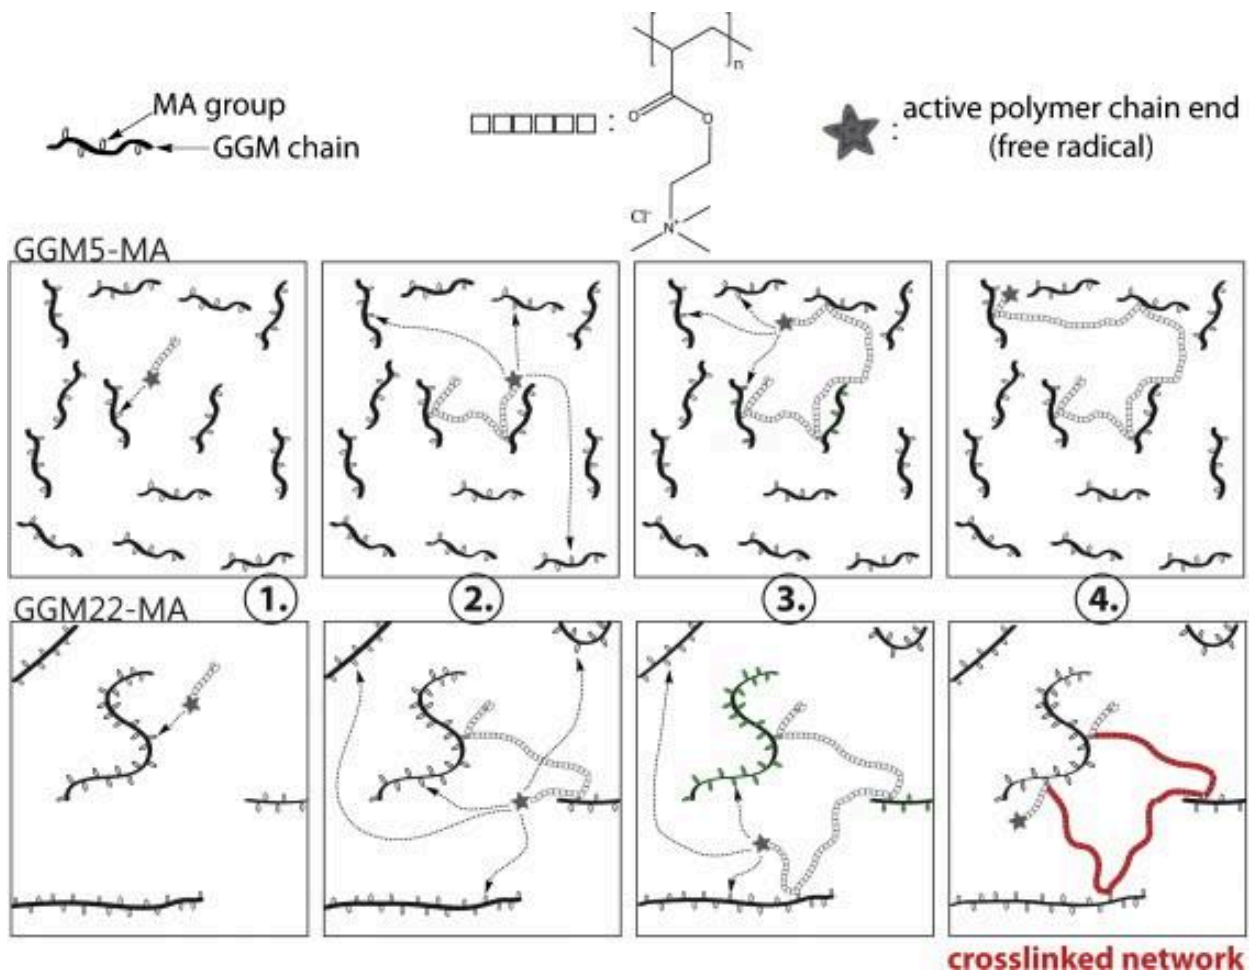 MA group
GGM chain
:
n
O
O
Cl-
N+
:
active polymer chain end
(free radical)
GGM5-MA
1.
2.
3.
4.
GGM22-MA
crosslinked network